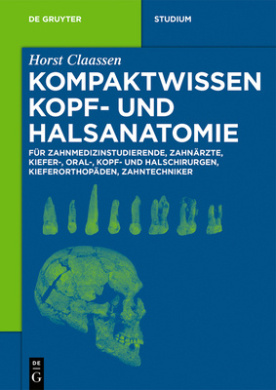 DE GRUYTER
STUDIUM
Horst Claassen
KOMPAKTWISSEN
KOPF- UND
HALSANATOMIE
FÜR ZAHNMEDIZINSTUDIERENDE, ZAHNÄRZTE,
KIEFER-, ORAL-, KOPF- UND HALSCHIRURGEN,
KIEFERORTHOPÄDEN, ZAHNTECHNIKER
DE
G